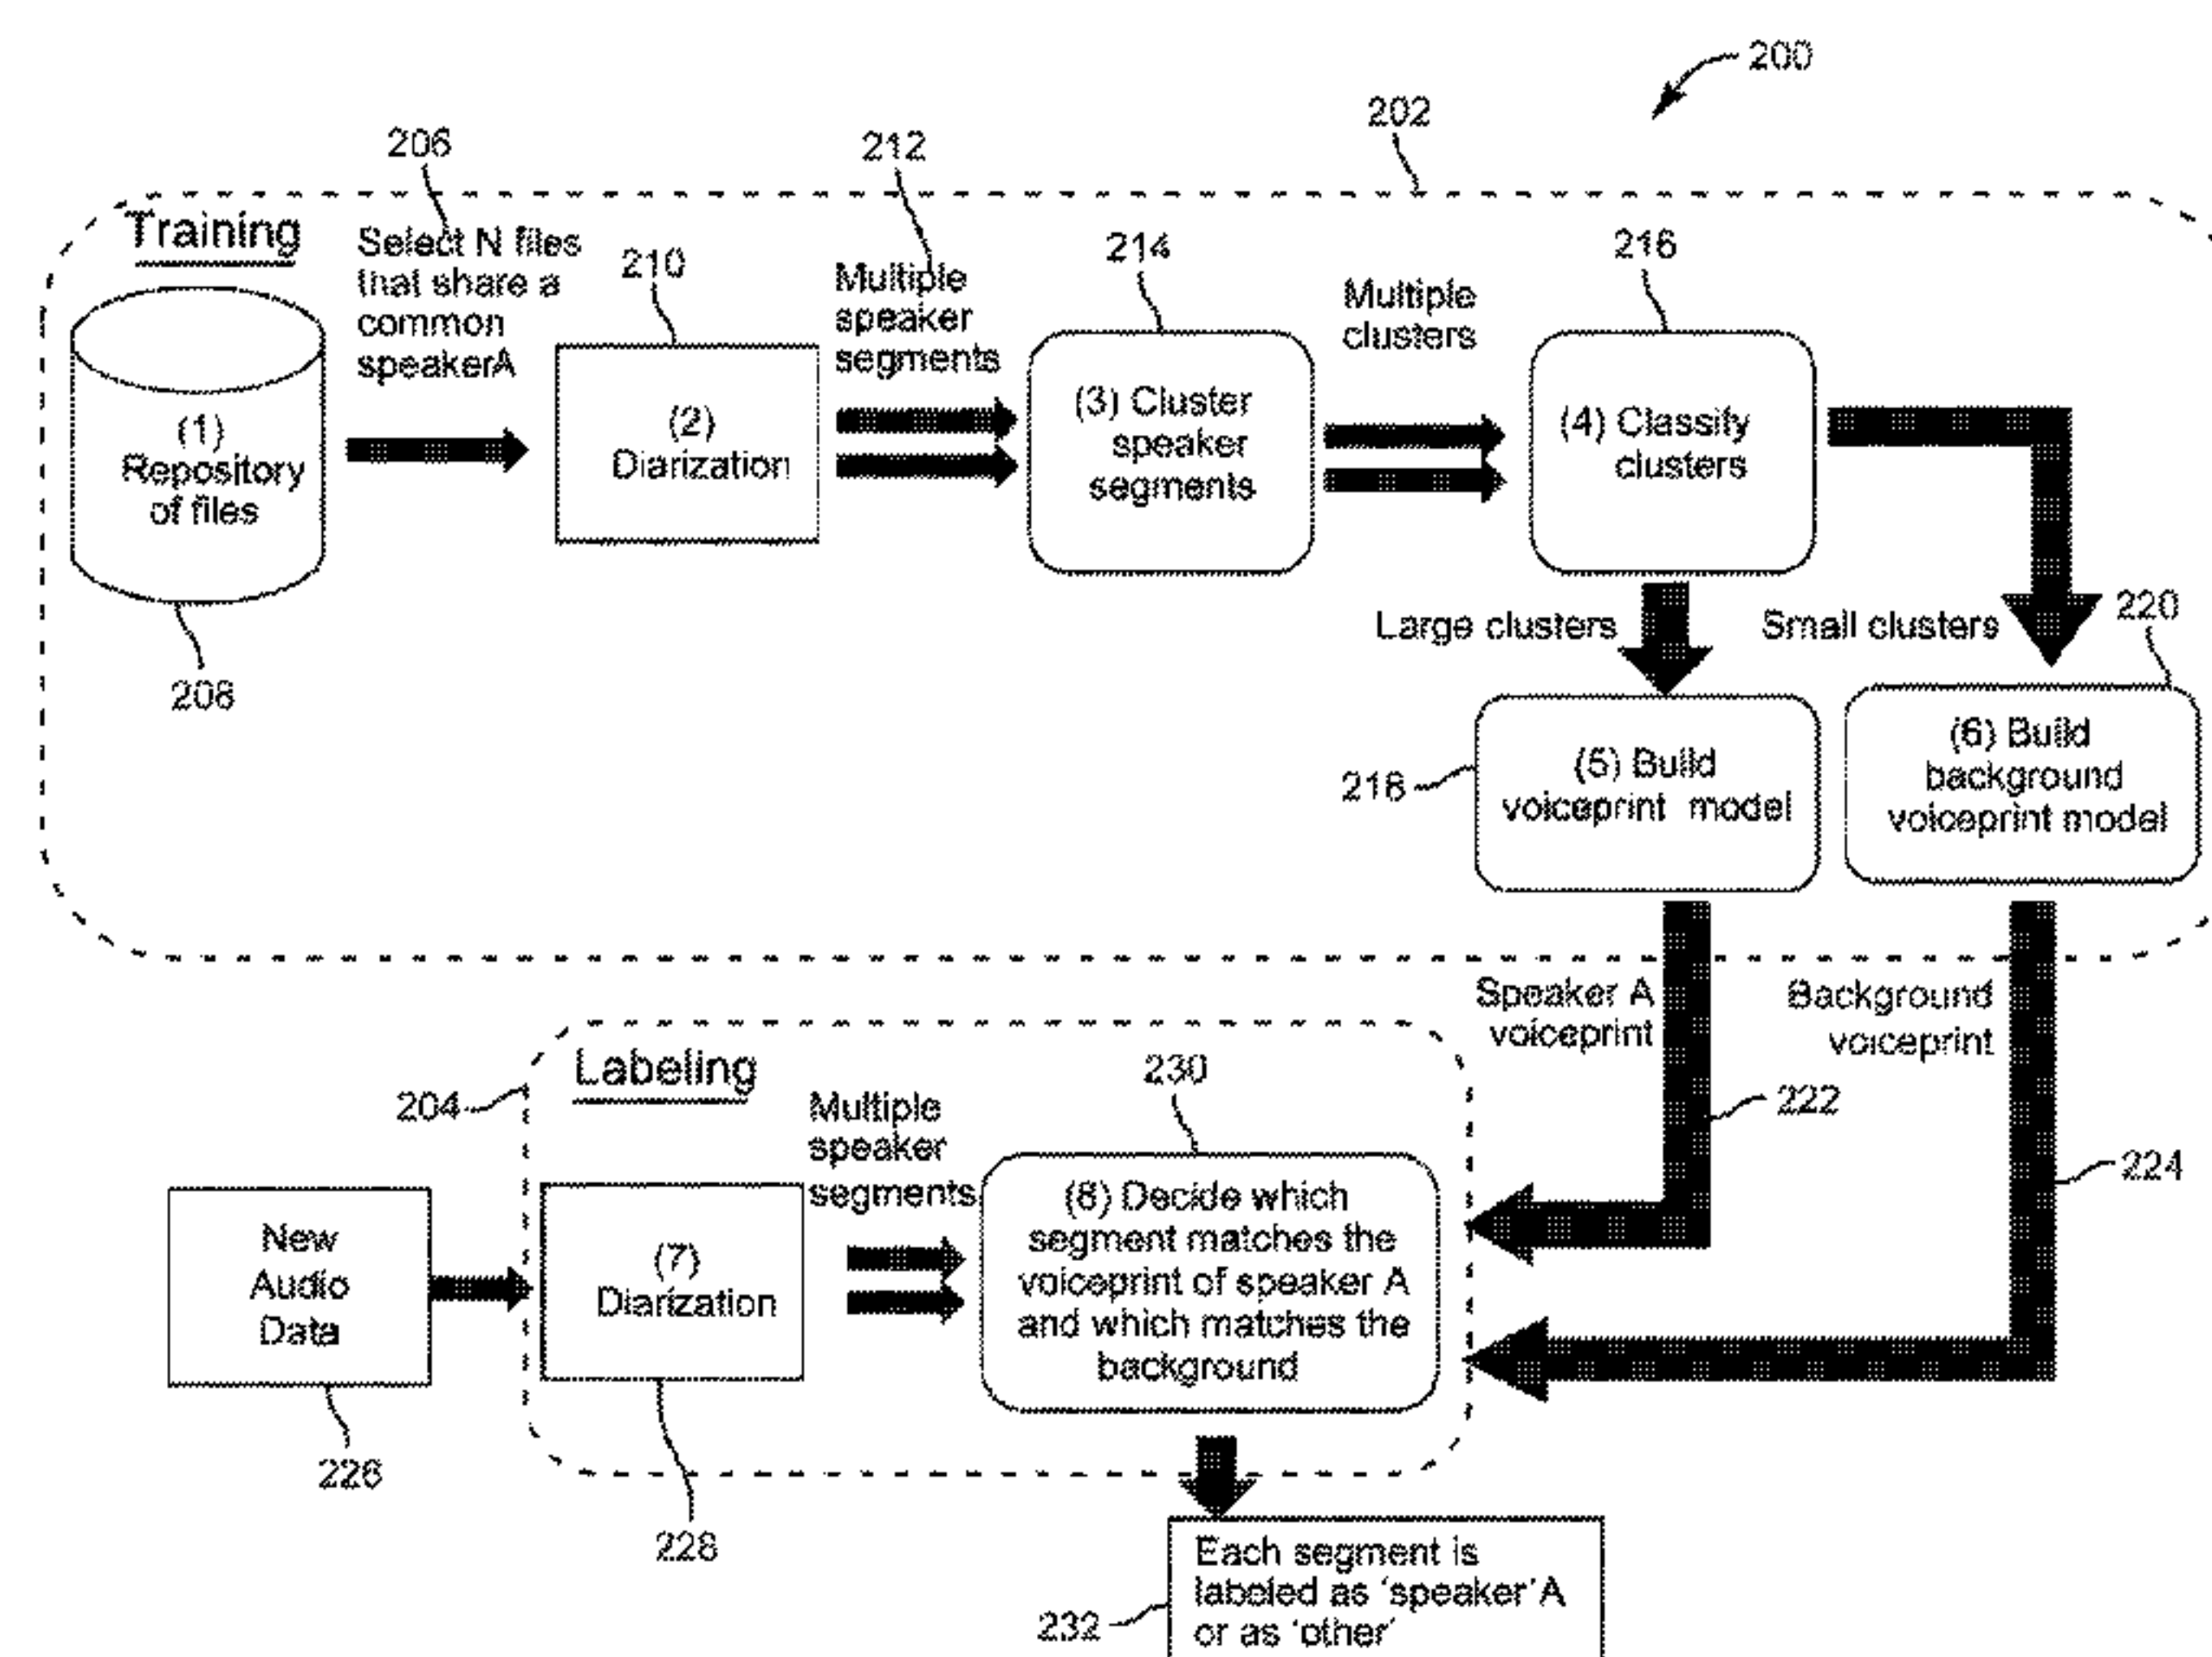 200
202
206
212
Training
Select N files
that share a
common
speakerA
210
Multiple
speaker
segments
214
Multiple
clusters
216
(1)
Repository
of files
(2)
Diarization
(3) Cluster
speaker
segments
(4) Classify
clusters
208
Large clusters
Small clusters
220
218
(5) Build
voiceprint model
(6) Build
background
voiceprint model
Speaker A
voiceprint
Background
voiceprint
204
Labeling
Multiple
speaker
segments
230
222
224
New
Audio
Data
(7)
Diarization
(8) Decide which
segment matches the
voiceprint of speaker A
and which matches the
background
226
228
232
Each segment is
labeled as 'speaker'A
or as 'other'